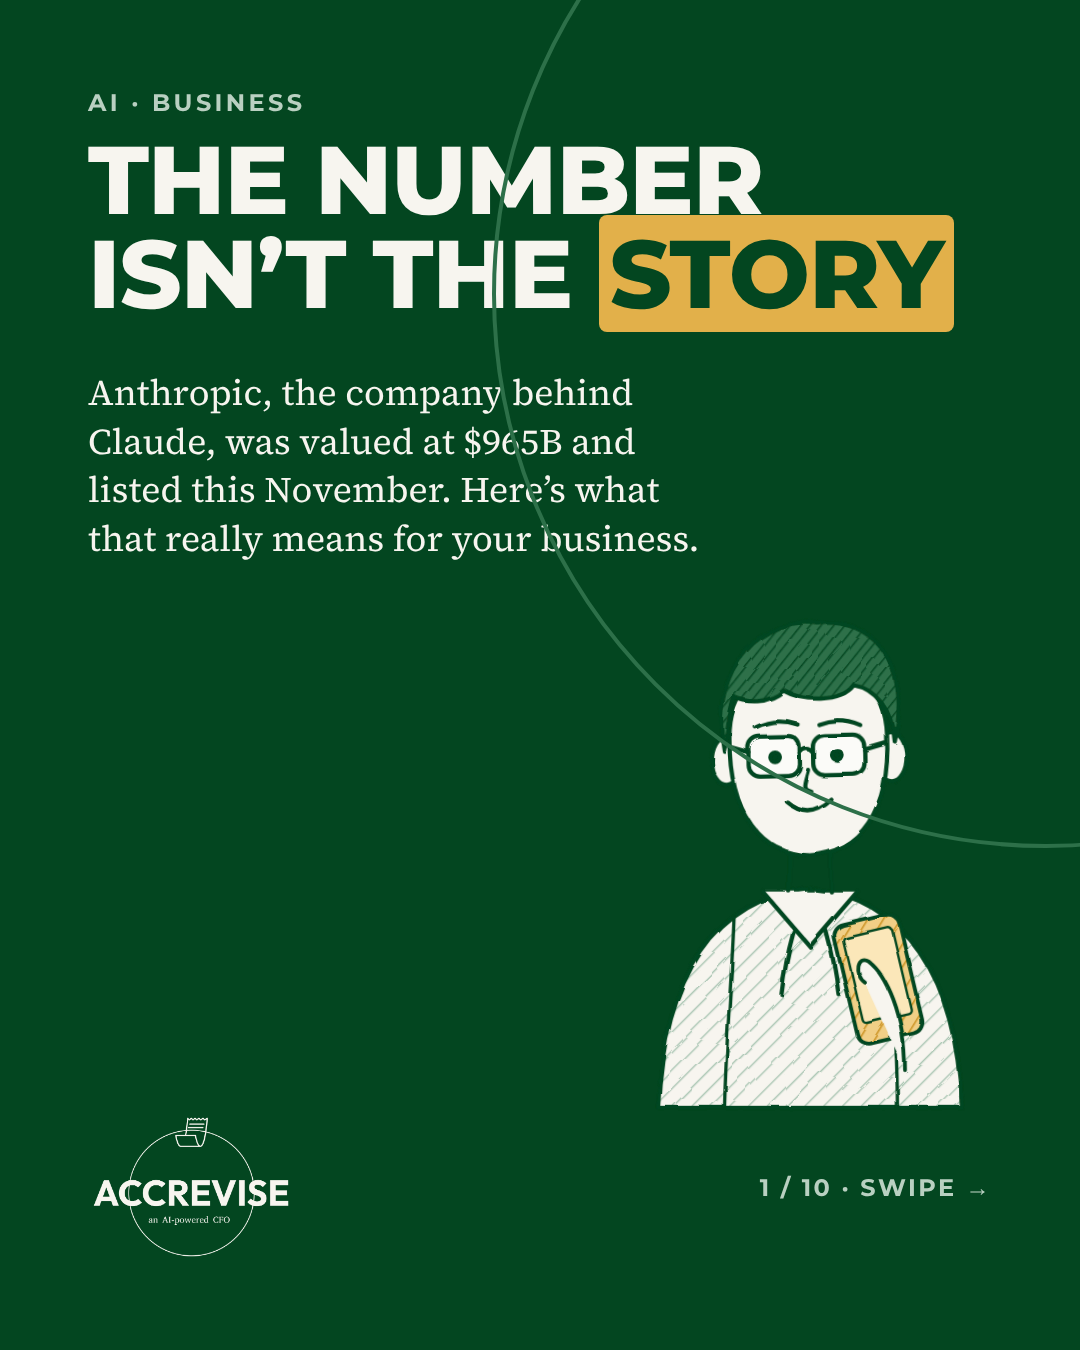 AI · BUSINESS
THE NUMBER
ISN’T THE STORY
Anthropic, the company behind
Claude, was valued at $965B and
listed this November. Here’s what
that really means for your business.
ACCREVISE
an AI-powered CFO
1 / 10 · SWIPE →